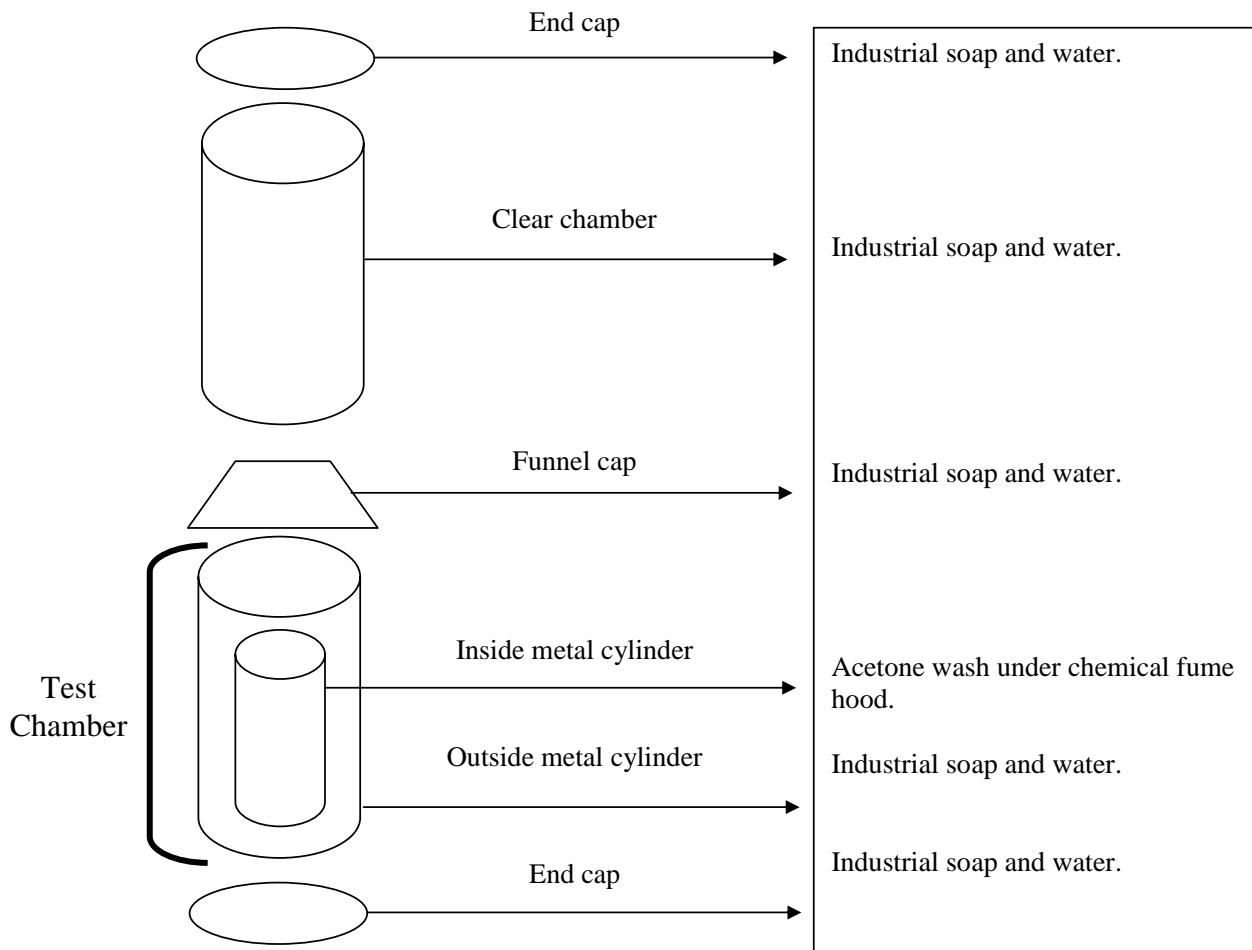 End cap
Industrial soap and water.
Clear chamber
Industrial soap and water.
Funnel cap
Industrial soap and water.
Test
Chamber
Inside metal cylinder
Acetone wash under chemical fume
hood.
Outside metal cylinder
Industrial soap and water.
End cap
Industrial soap and water.